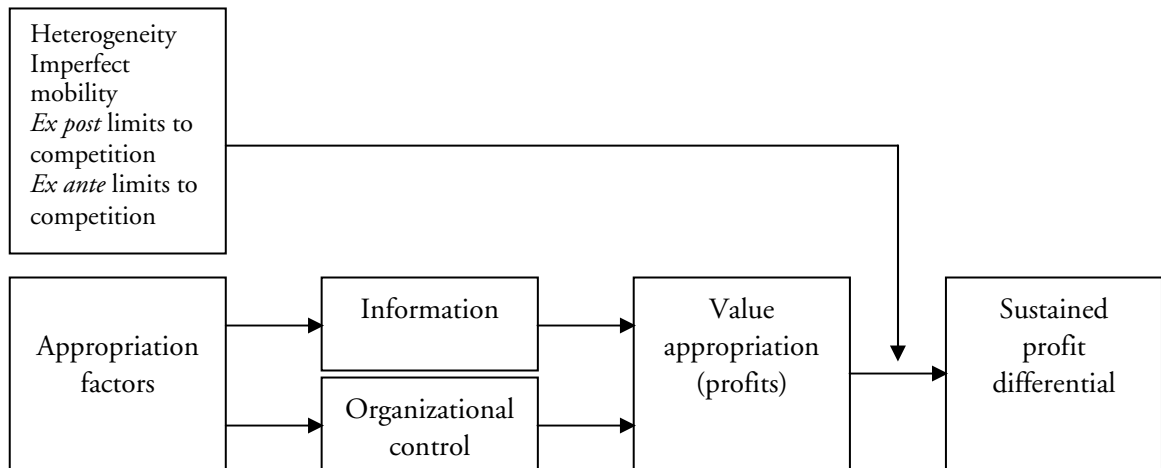 Heterogeneity
Imperfect
mobility
Ex post limits to
competition
Ex ante limits to
competition
Appropriation
factors
Information
Organizational
control
Value
appropriation
(profits)
Sustained
profit
differential